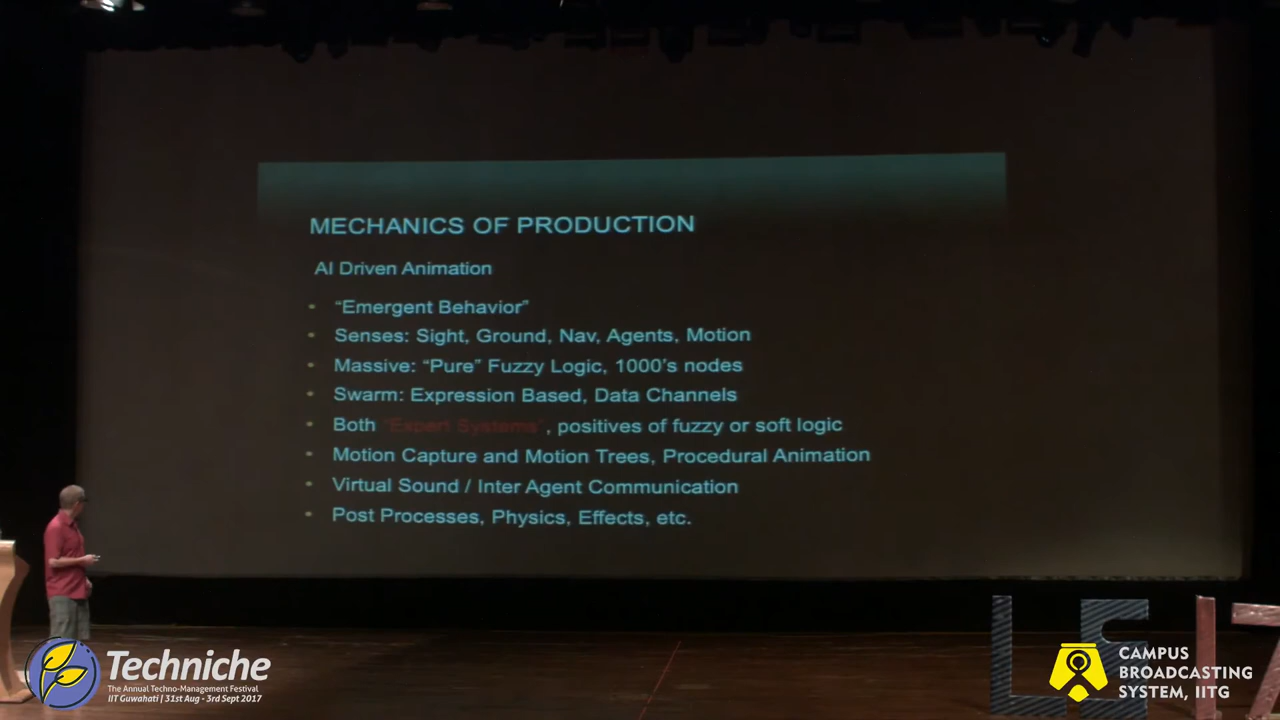 MECHANICS OF PRODUCTION
AI Driven Animation
• "Emergent Behavior"
• Senses: Sight, Ground, Nav, Agents, Motion
• Massive: "Pure" Fuzzy Logic, 1000's nodes
• Swarm: Expression Based, Data Channels
• Both "Expert Systems", positives of fuzzy or soft logic
• Motion Capture and Motion Trees, Procedural Animation
• Virtual Sound / Inter Agent Communication
• Post Processes, Physics, Effects, etc.
Techniche
The Annual Techno-Management Festival
IIT Guwahati | 31st Aug - 3rd Sept 2017
CAMPUS
BROADCASTING
SYSTEM, IITG